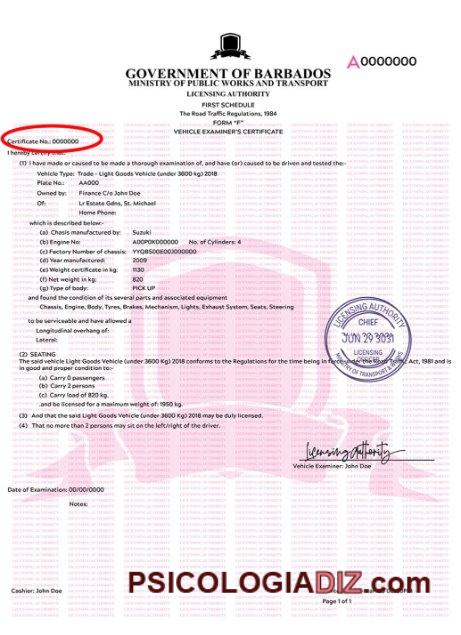 A0000000
GOVERNMENT OF BARBADOS
MINISTRY OF PUBLIC WORKS AND TRANSPORT
LICENSING AUTHORITY
FIRST SCHEDULE
The Road Traffic Regulations, 1984
FORM "F"
VEHICLE EXAMINER'S CERTIFICATE
Certificate No.: 0000000
I hereby certify that:
(1) I have made or caused to be made a thorough examination of, and have (or) caused to be driven and tested the:-
Vehicle Type: Trade - Light Goods Vehicle (under 3600 kg) 2018
Plate No.: AA000
Owned by: Finance C/o John Doe
Of: Lr Estate Gdns, St. Michael
Home Phone:
which is described below:-
(a) Chasis manufactured by: Suzuki
(b) Engine No: A00P0K000000 No. of Cylinders: 4
(c) Factory Number of chassis: YYQBS00E00J000000
(d) Year manufactured: 2009
(e) Weight certificate in kg: 1130
(f) Net weight in kg: 820
(g) Type of body: PICK UP
and found the condition of its several parts and associated equipment
Chassis, Engine, Body, Tyres, Brakes, Mechanism, Lights, Exhaust System, Seats, Steering
to be serviceable and have allowed a
Longitudinal overhang of:
Lateral:
LICENSING AUTHORITY
CHIEF
JUN 29 3031
LICENSING
OFFICER
MINISTRY OF TRANSPORT & WORKS
(2) SEATING
The said vehicle Light Goods Vehicle (under 3600 Kg) 2018 conforms to the Regulations for the time being in force under the Road Traffic Act, 1981 and is
in good and proper condition to:-
(a) Carry 0 passengers
(b) Carry 2 persons
(c) Carry load of 820 kg.
and be licensed for a maximum weight of: 1950 kg.
(3) And that the said Light Goods Vehicle (under 3600 Kg) 2018 may be duly licensed.
(4) That no more than 2 persons may sit on the left/right of the driver.
Licensing Authority
Vehicle Examiner: John Doe
Date of Examination: 00/00/0000
Notes:
Cashier: John Doe
PSICOLOGIADIZ.com
Page 1 of 1